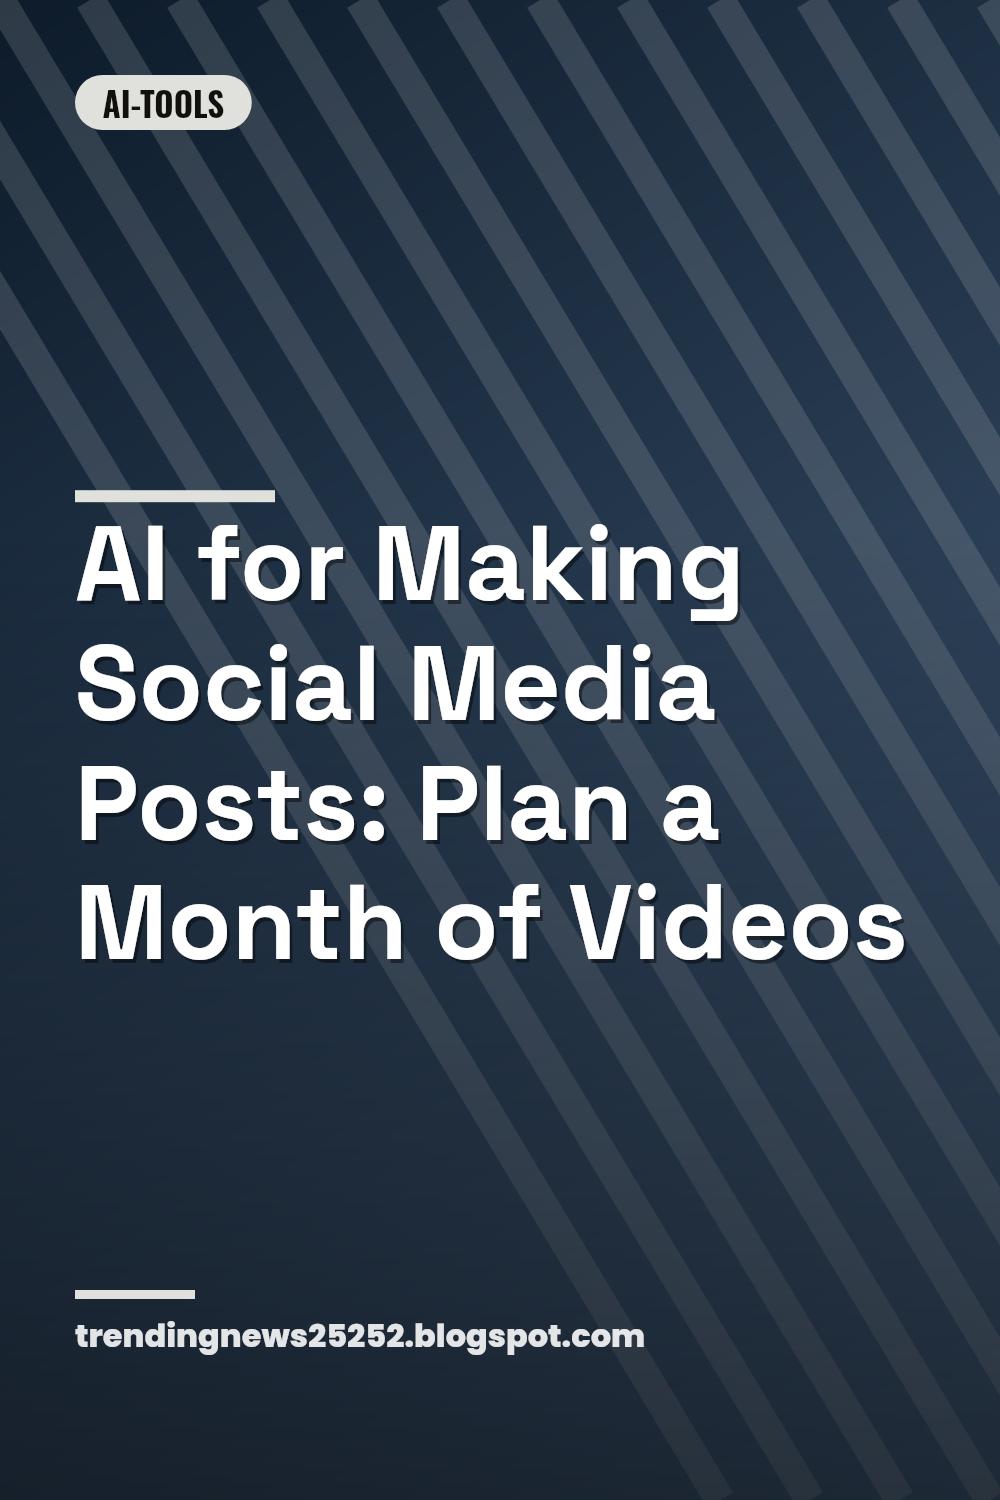 AI-TOOLS
AI for Making
Social Media
Posts: Plan a
Month of Videos
trendingnews25252.blogspot.com